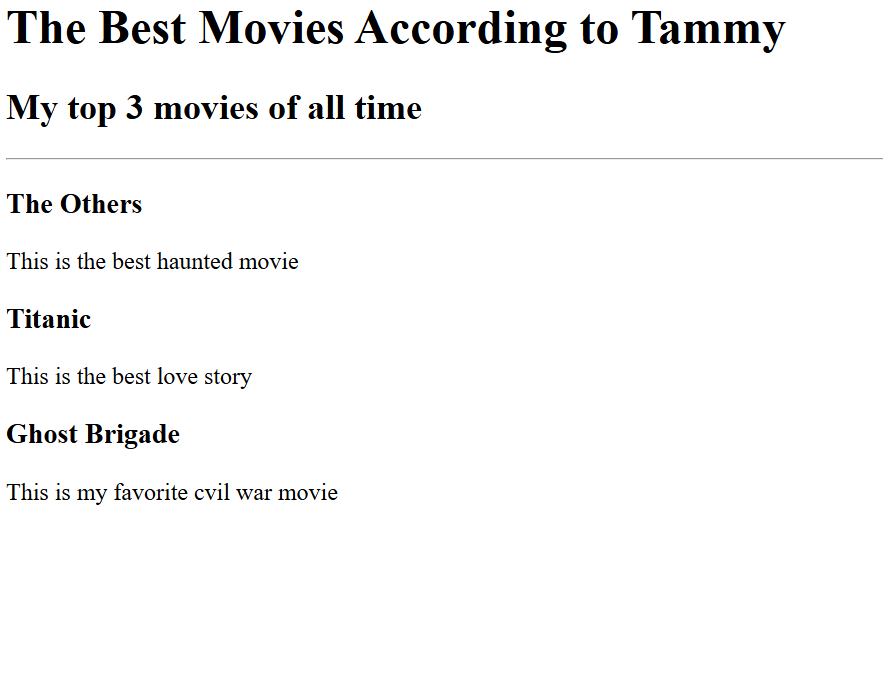 The Best Movies According to Tammy
My top 3 movies of all time
The Others
This is the best haunted movie
Titanic
This is the best love story
Ghost Brigade
This is my favorite cvil war movie